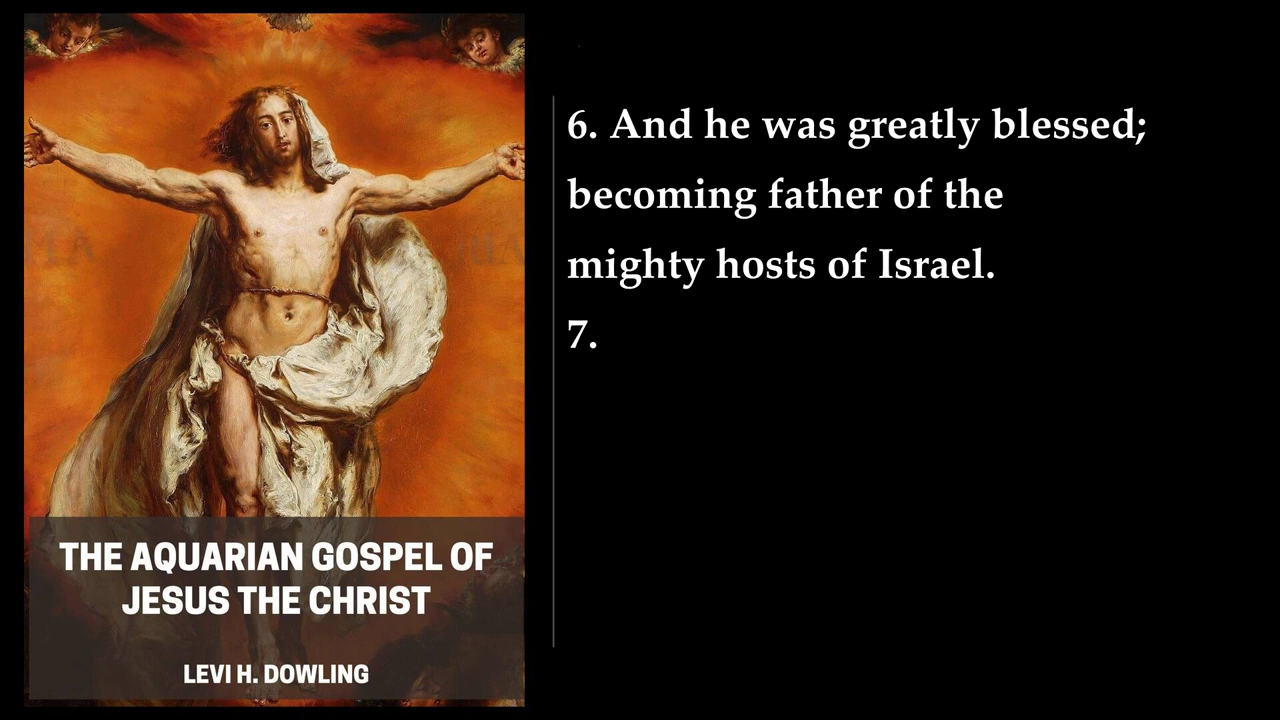 6. And he was greatly blessed;
becoming father of the
mighty hosts of Israel.
7.
THE AQUARIAN GOSPEL OF
JESUS THE CHRIST
LEVI H. DOWLING